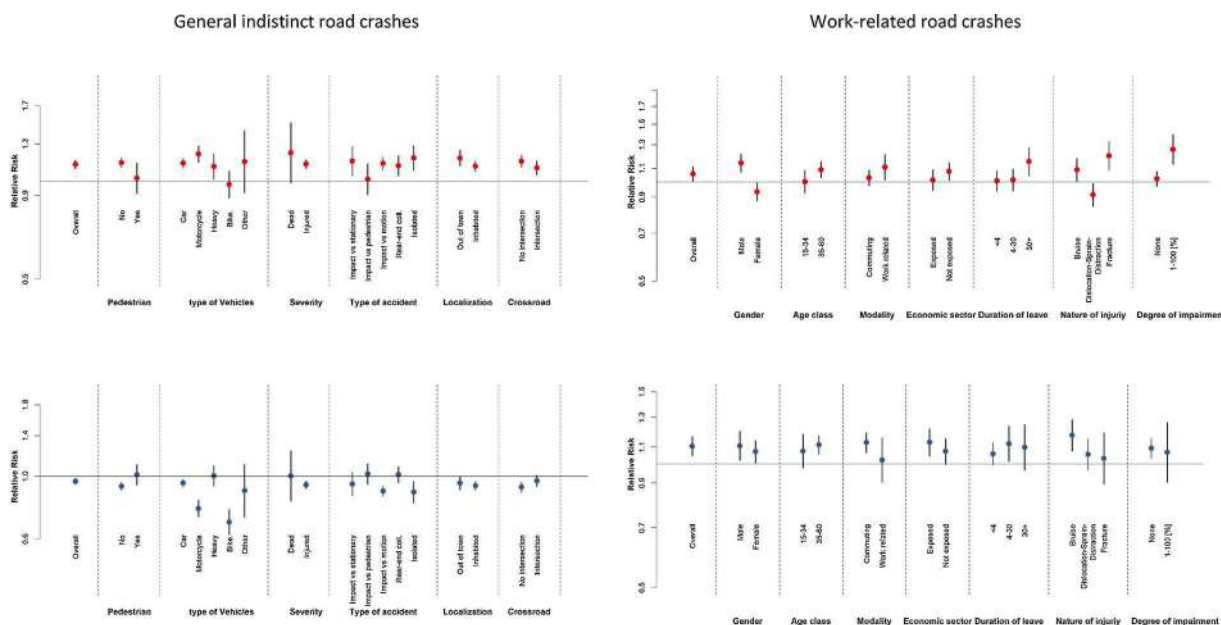 General indistinct road crashes
Work-related road crashes
Relative Risk
1.7
1.3
0.9
0.5
Overall
No
Yes
Car
Motorcycle
Heavy
Bike
Other
Dead
Injured
Impact vs stationary
Impact vs pedestrian
Impact vs motion
Rear-end coll.
Isolated
Out of town
Inhabited
No intersection
Intersection
Pedestrian
type of Vehicles
Severity
Type of accident
Localization
Crossroad
Relative Risk
1.7
1.5
1.3
1.1
0.9
0.7
0.5
Overall
Male
Female
15-34
35-60
Commuting
Work related
Exposed
Not exposed
<4
4-30
30+
Bruise
Dislocation-Sprain-
Distraction
Fracture
None
1-100 [%]
Gender
Age class
Modality
Economic sector
Duration of leave
Nature of injuriy
Degree of impairment
Relative Risk
1.8
1.4
1.0
0.6
Overall
No
Yes
Car
Motorcycle
Heavy
Bike
Other
Dead
Injured
Impact vs stationary
Impact vs pedestrian
Impact vs motion
Rear-end coll.
Isolated
Out of town
Inhabited
No intersection
Intersection
Pedestrian
type of Vehicles
Severity
Type of accident
Localization
Crossroad
Relative Risk
1.5
1.3
1.1
0.9
0.7
0.5
Overall
Male
Female
15-34
35-60
Commuting
Work related
Exposed
Not exposed
<4
4-30
30+
Bruise
Dislocation-Sprain-
Distraction
Fracture
None
1-100 [%]
Gender
Age class
Modality
Economic sector
Duration of leave
Nature of injuriy
Degree of impairment